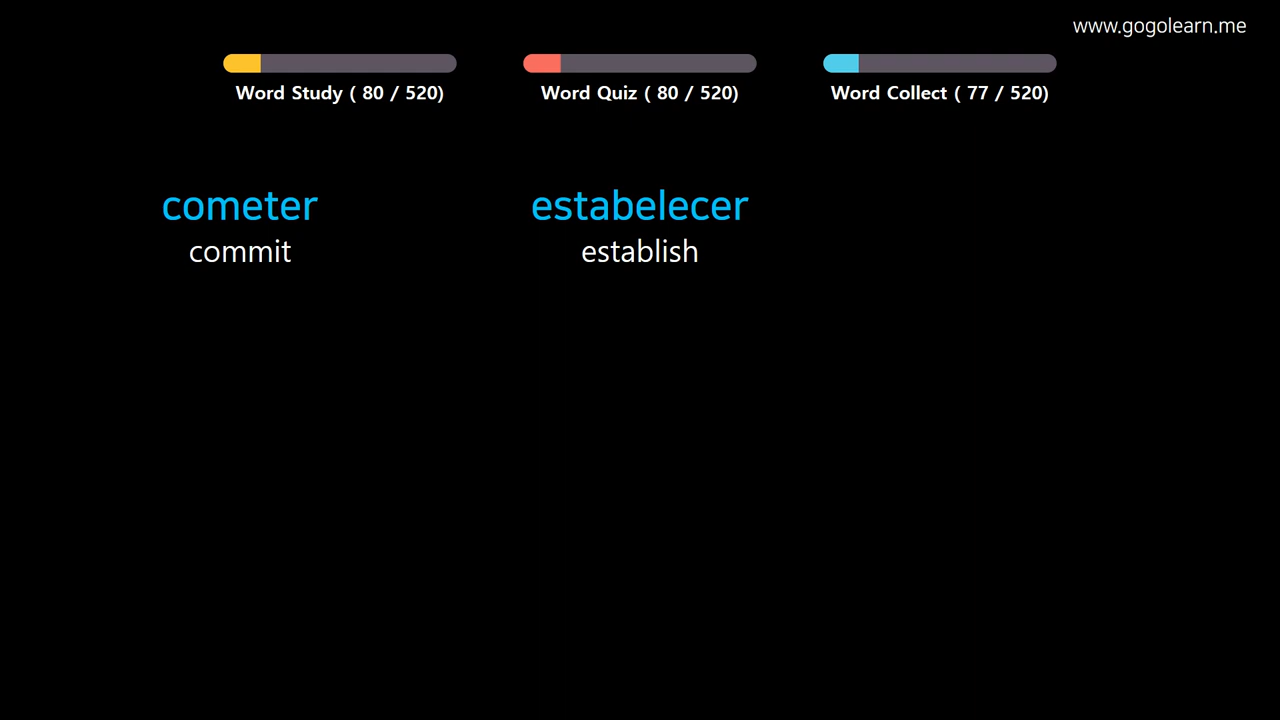 www.gogolearn.me
Word Study ( 80 / 520)
Word Quiz ( 80 / 520)
Word Collect ( 77 / 520)
cometer
commit
estabelecer
establish